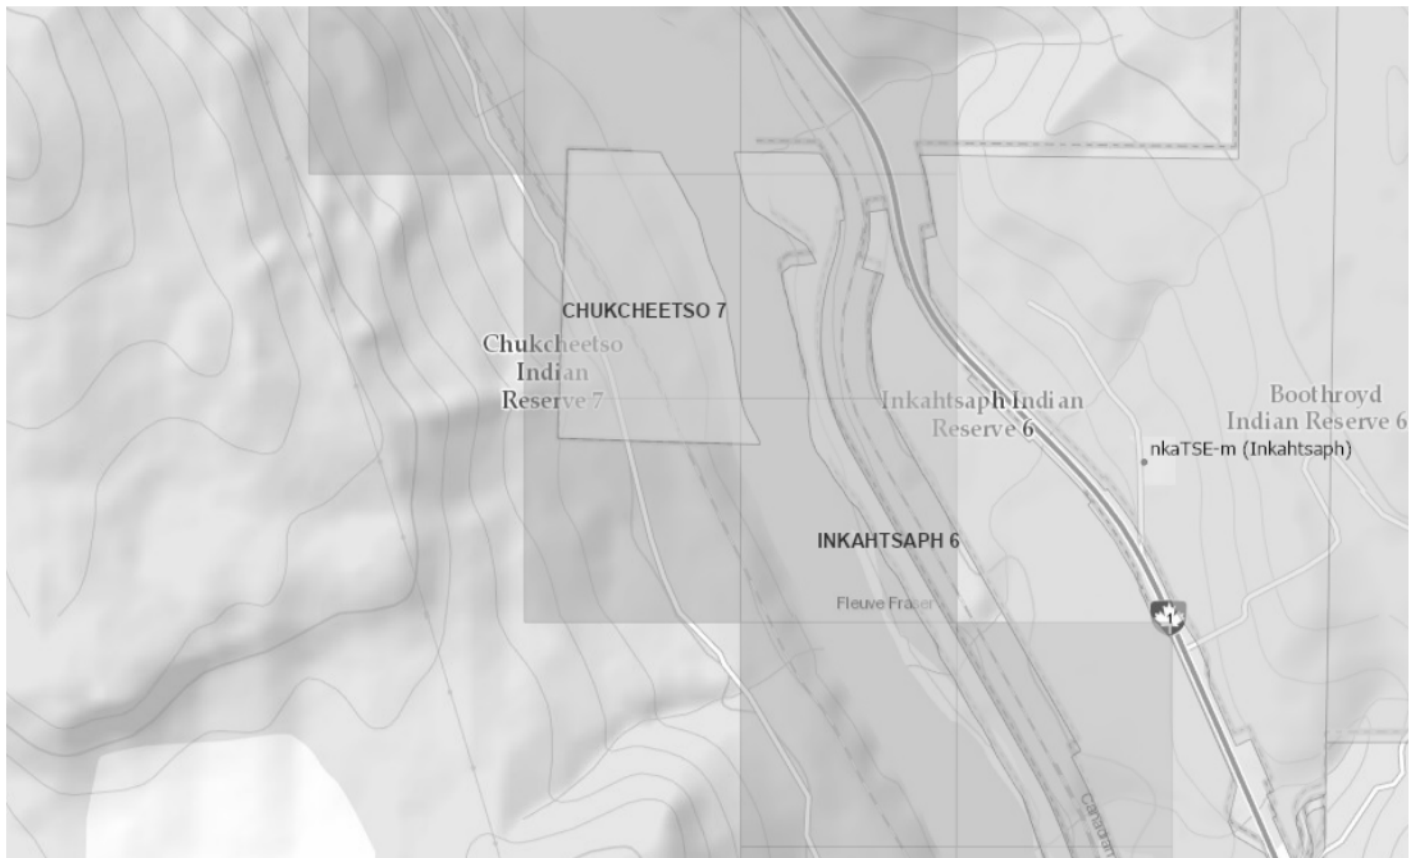 CHUKCHEETSO 7
Chukcheetso
Indian
Reserve 7
Inkahtsaph Indian
Reserve 6
Boothroyd
Indian Reserve 6
nkaTSE-m (Inkahtsaph)
INKAHTSAPH 6
Fleuve Fraser
1
Canadian